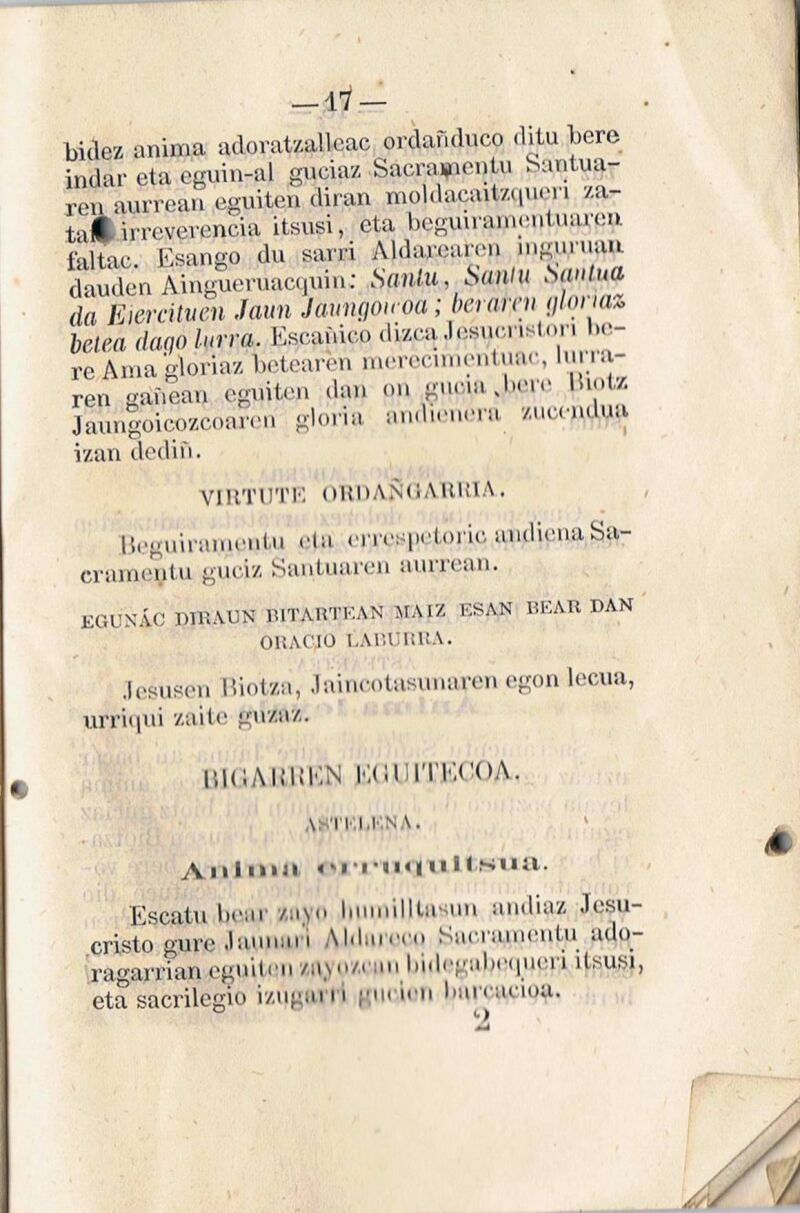 —17—
bidez anima adoratzalleac ordañduco ditu bere
indar eta eguin-al guciaz Sacramentu Santua-
ren aurrean eguiten diran moldacaitzqueri za-
irreverencia itsusi, eta beguiramentuaren
faltac. Esango du sarri Aldarearen inguruan
dauden Aingueruacquin: Santu, Santu Santua
da Ejercituen Jaun Jaungoicoa; beraren gloriaz
betea dago lurra. Escañico dizca Jesucristori be-
re Ama gloriaz betearen merecimentuac, lurra-
ren gañean eguiten dan on gucia, bere Biotz
Jaungoicozcoaren gloria andienera zucendua
izan dediñ.
VIRTUTE ORDAÑGARRIA.
Beguiramentu eta errespetoric andiena Sa-
cramentu guciz Santuaren aurrean.
EGUNÁC DIRAUN BITARTEAN MAIZ ESAN BEAR DAN
ORACIO LABURRA.
Jesusen Biotza, Jaincotasunaren egon lecua,
urriqui zaite guzaz.
BIGARREN EGUITECOA.
ASTELENA.
Anima erruquitsua.
Escatu bear zayo humilltasun andiaz Jesu-
cristo gure Jaunari Aldareco Sacramentu ado-
ragarrian eguiten zayozcan bidegabequeri itsusi,
eta sacrilegio izugarri gucien barcacioa.
2